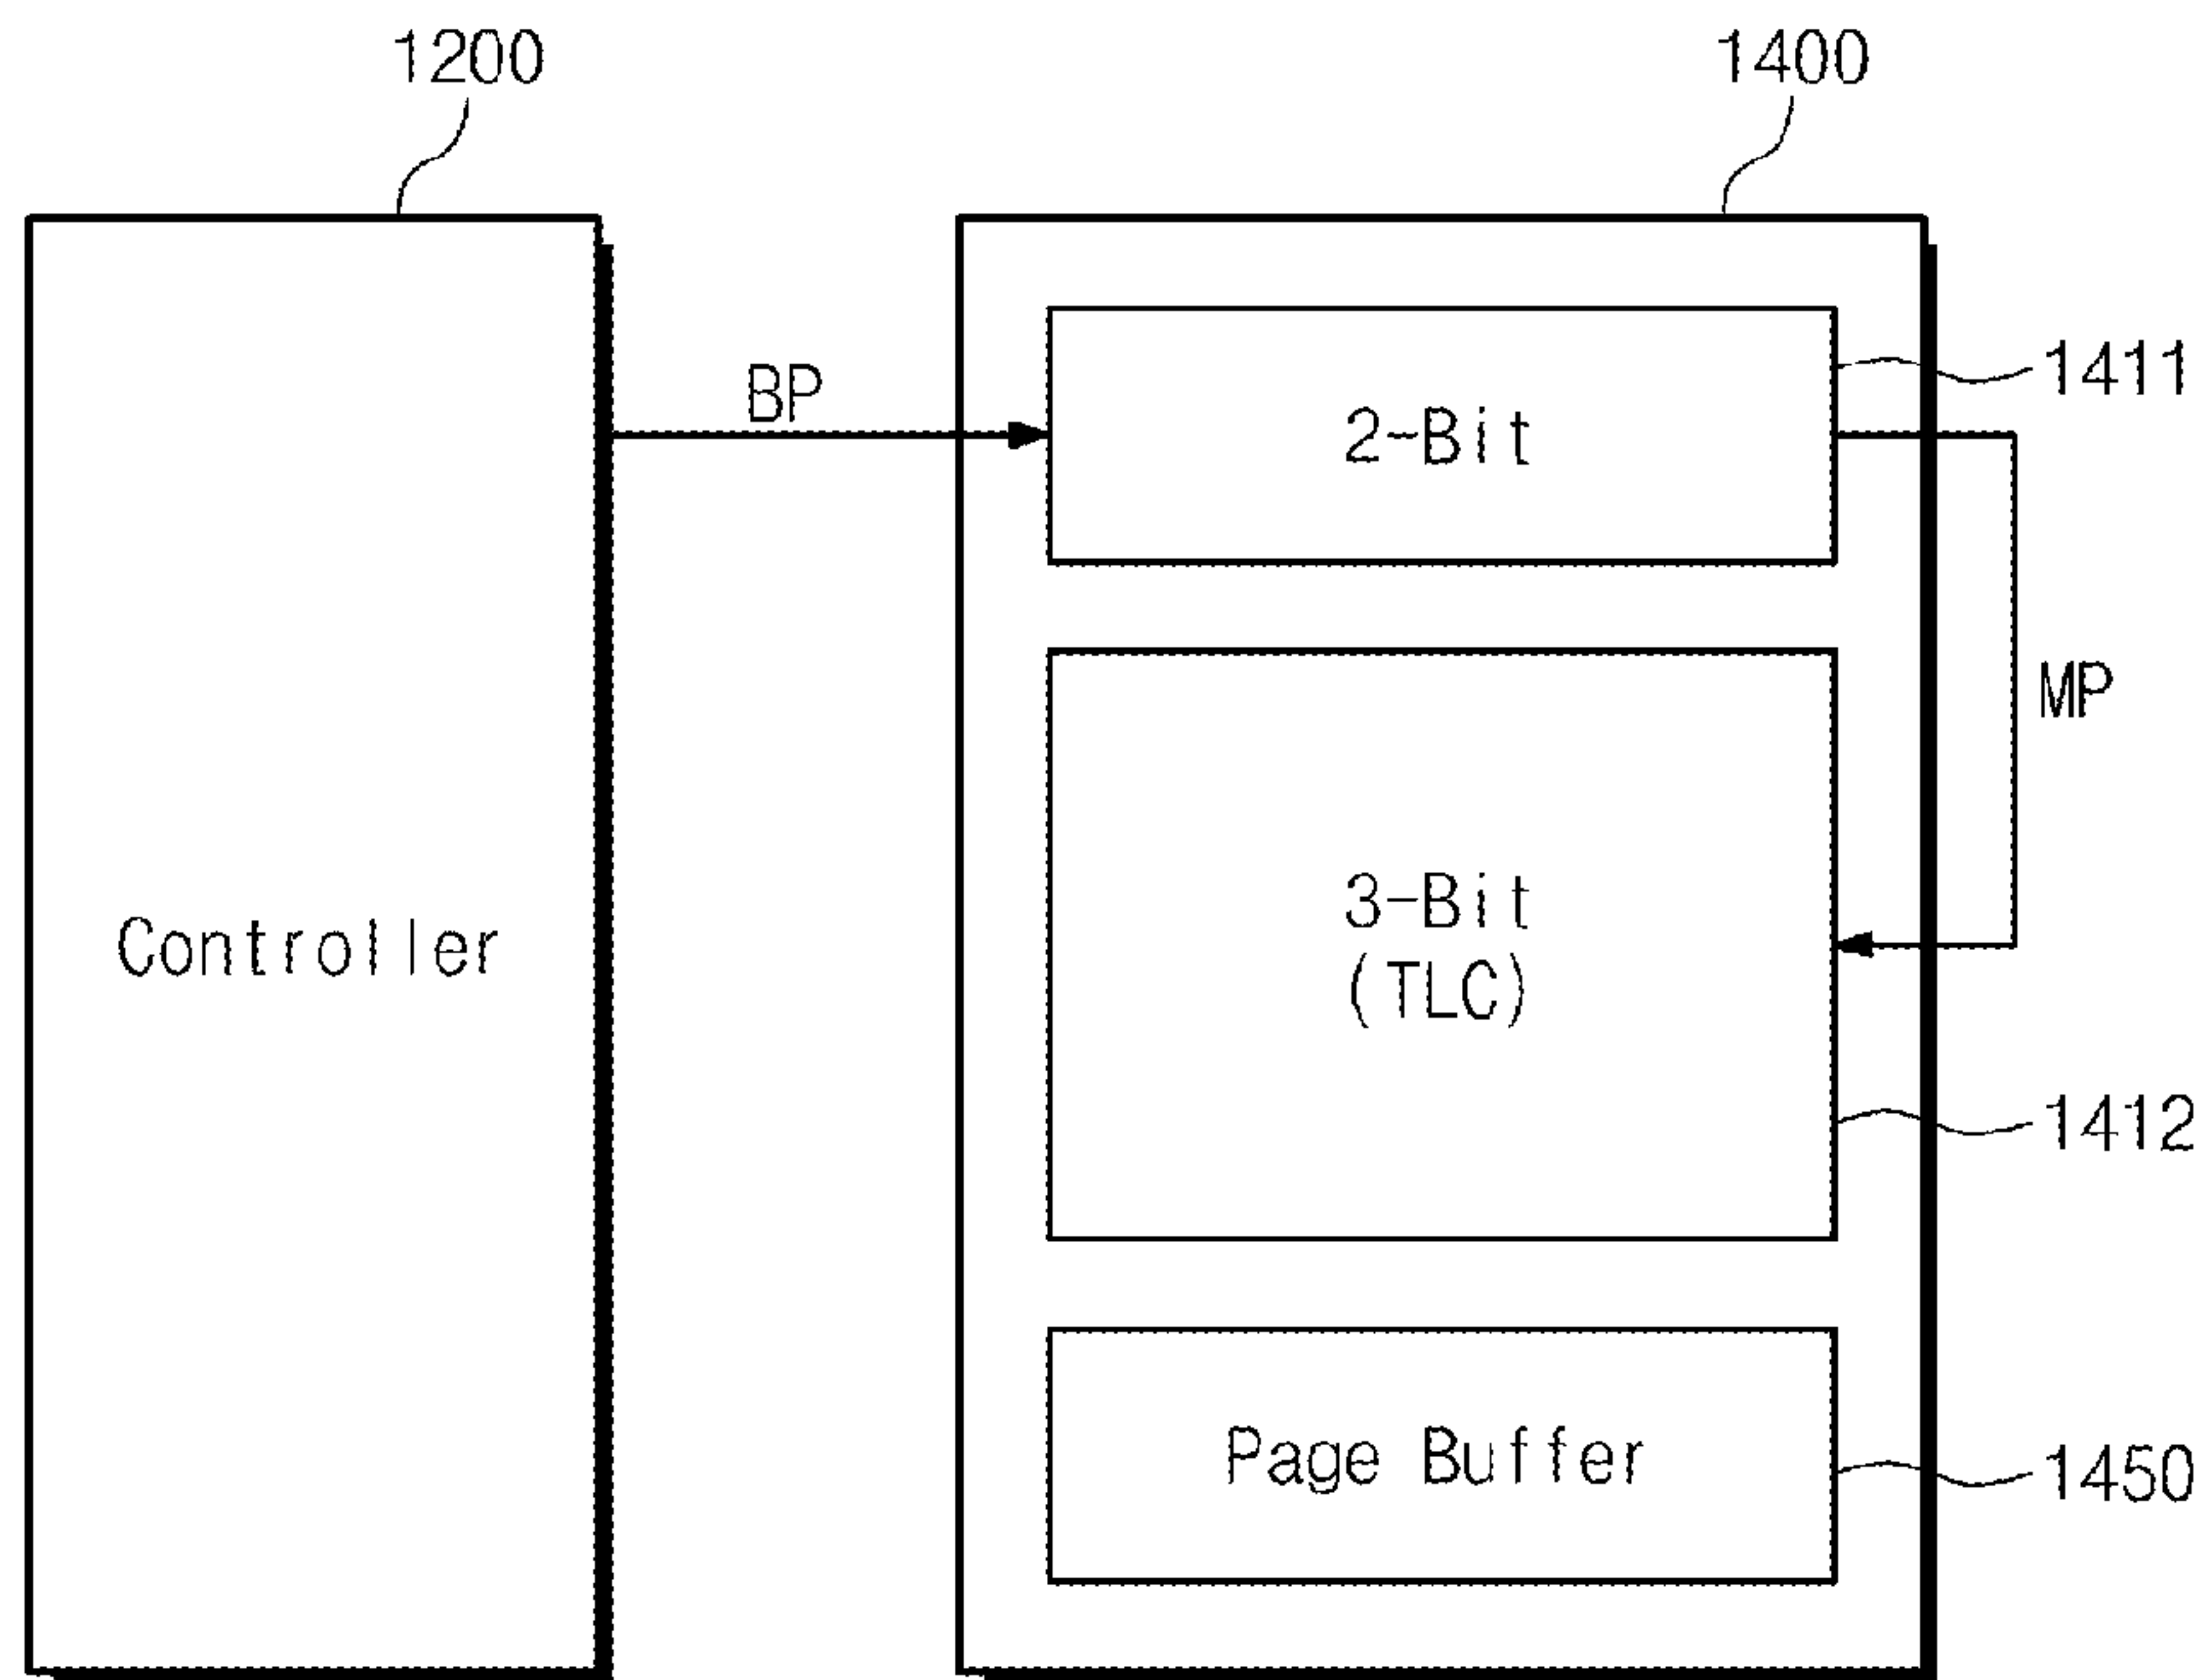 1200
1400
1411
BP
2-Bit
MP
3-Bit
(TLC)
Controller
1412
Page Buffer
1450